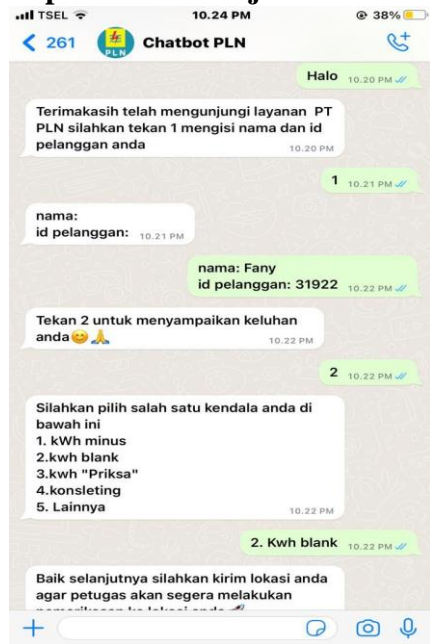 TSEL
10.24 PM
38%
261
PLN
Chatbot PLN
Halo 10.20 PM
Terimakasih telah mengunjungi layanan PT
PLN silahkan tekan 1 mengisi nama dan id
pelanggan anda
10.20 PM
1 10.21 PM
nama:
id pelanggan: 10.21 PM
nama: Fany
id pelanggan: 31922 10.22 PM
Tekan 2 untuk menyampaikan keluhan
anda😊🙏
10.22 PM
2 10.22 PM
Silahkan pilih salah satu kendala anda di
bawah ini
1. kWh minus
2.kwh blank
3.kwh "Priksa"
4.konsleting
5. Lainnya
10.22 PM
2. Kwh blank 10.22 PM
Baik selanjutnya silahkan kirim lokasi anda
agar petugas akan segera melakukan